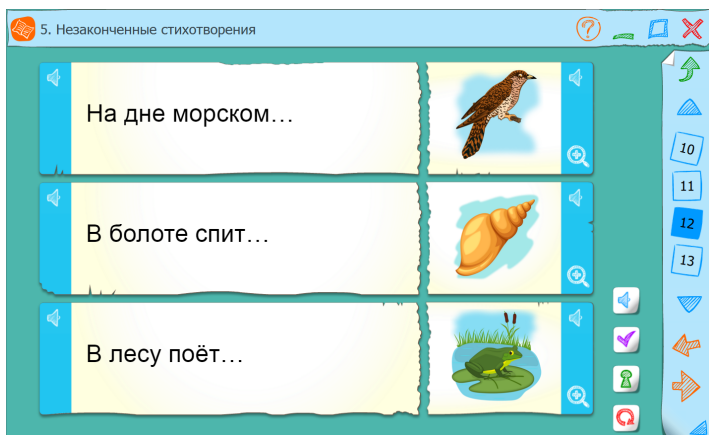 5. Незаконченные стихотворения
?
На дне морском…
10
11
В болоте спит…
12
13
В лесу поёт…